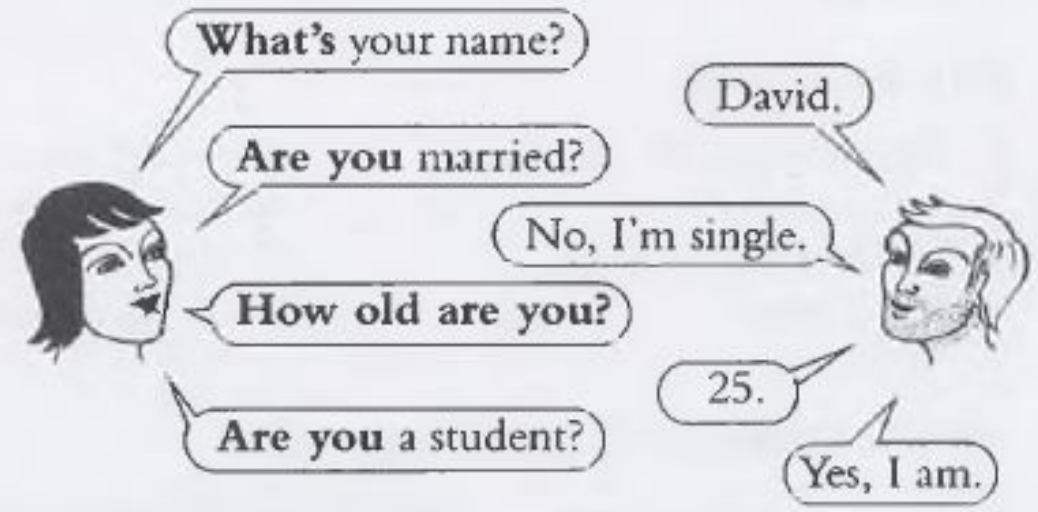 What's your name?
David.
Are you married?
No, I'm single.
How old are you?
25.
Are you a student?
Yes, I am.